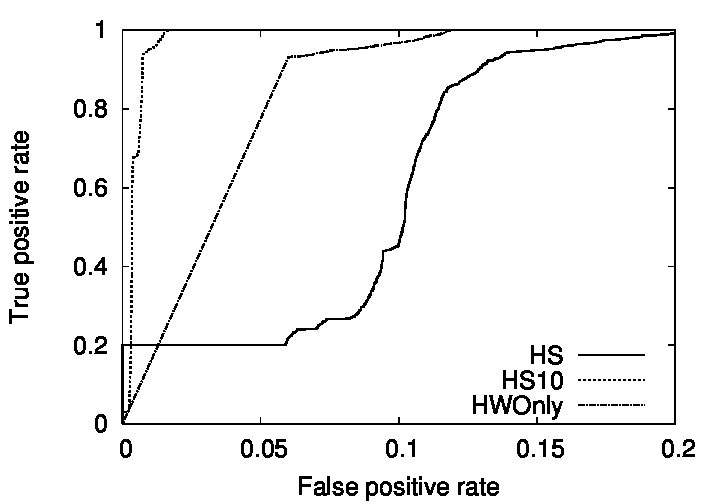 1
0.8
0.6
0.4
0.2
0
True positive rate
HS
HS10
HWOnly
0 0.05 0.1 0.15 0.2
False positive rate